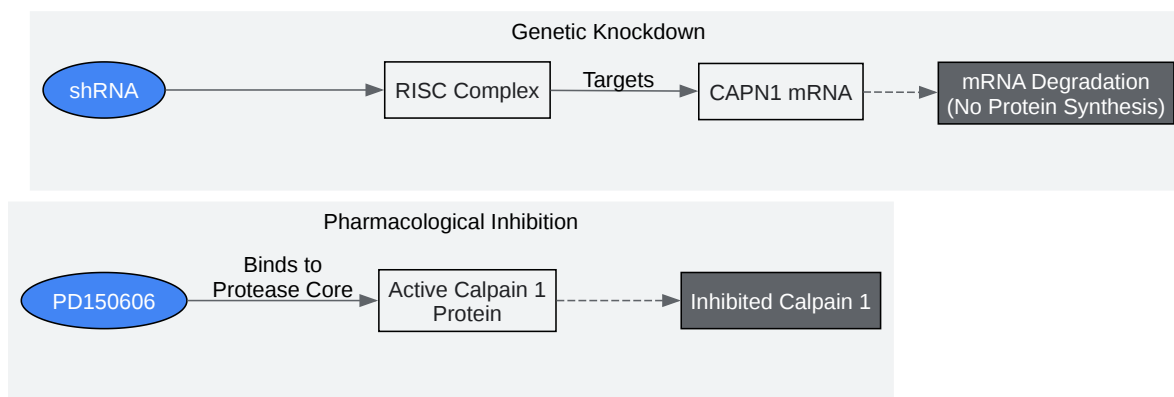 Genetic Knockdown
shRNA
RISC Complex
Targets
CAPN1 mRNA
mRNA Degradation
(No Protein Synthesis)
Pharmacological Inhibition
PD150606
Binds to
Protease Core
Active Calpain 1
Protein
Inhibited Calpain 1